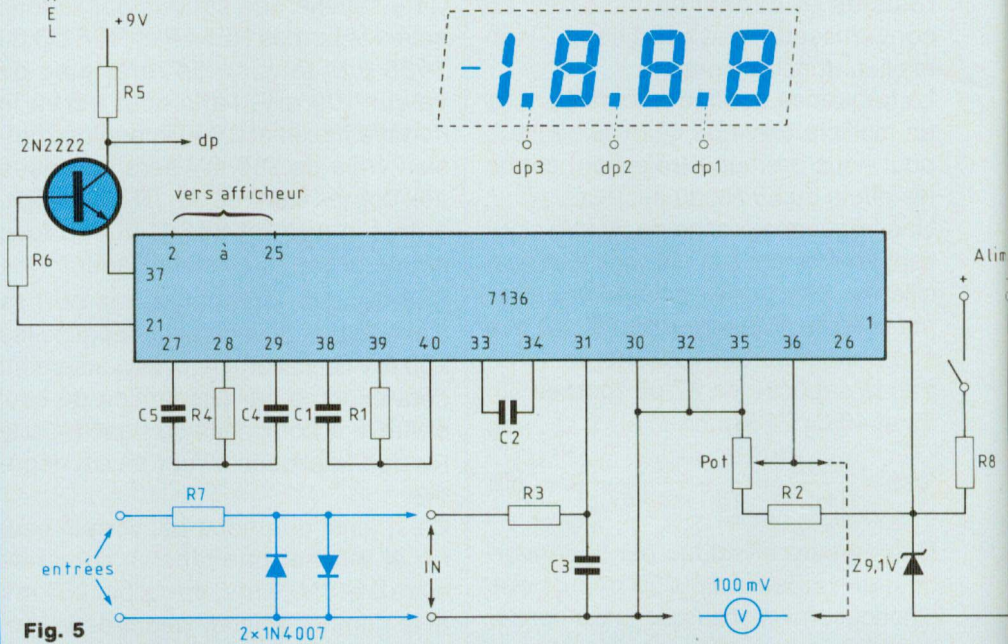 E
L
+9V
R5
2N2222
dp
-1.8.8.8
dp3 dp2 dp1
vers afficheur
R6
2 à 25
37
7136
1
21
27 28 29 38 39 40 33 34 31 30 32 35 36 26
Alim
+
C5 R4 C4 C1 R1
C2
Pot
R8
R7
R3
R2
entrées
IN
C3
Z9,1V
100 mV
V
2×1N4007
Fig. 5